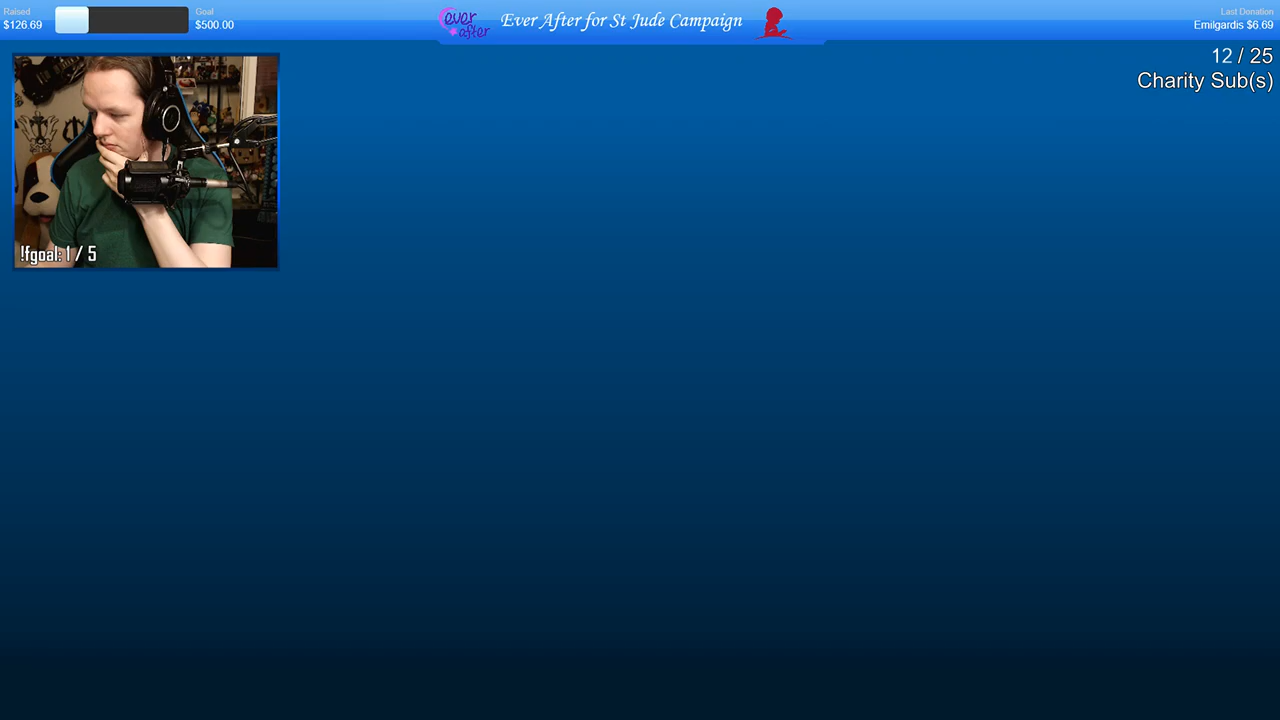 Raised
$126.69
Goal
$500.00
ever
after
Ever After for St Jude Campaign
Last Donation
Emilgardis $6.69
12 / 25
Charity Sub(s)
!fgoal: 1 / 5